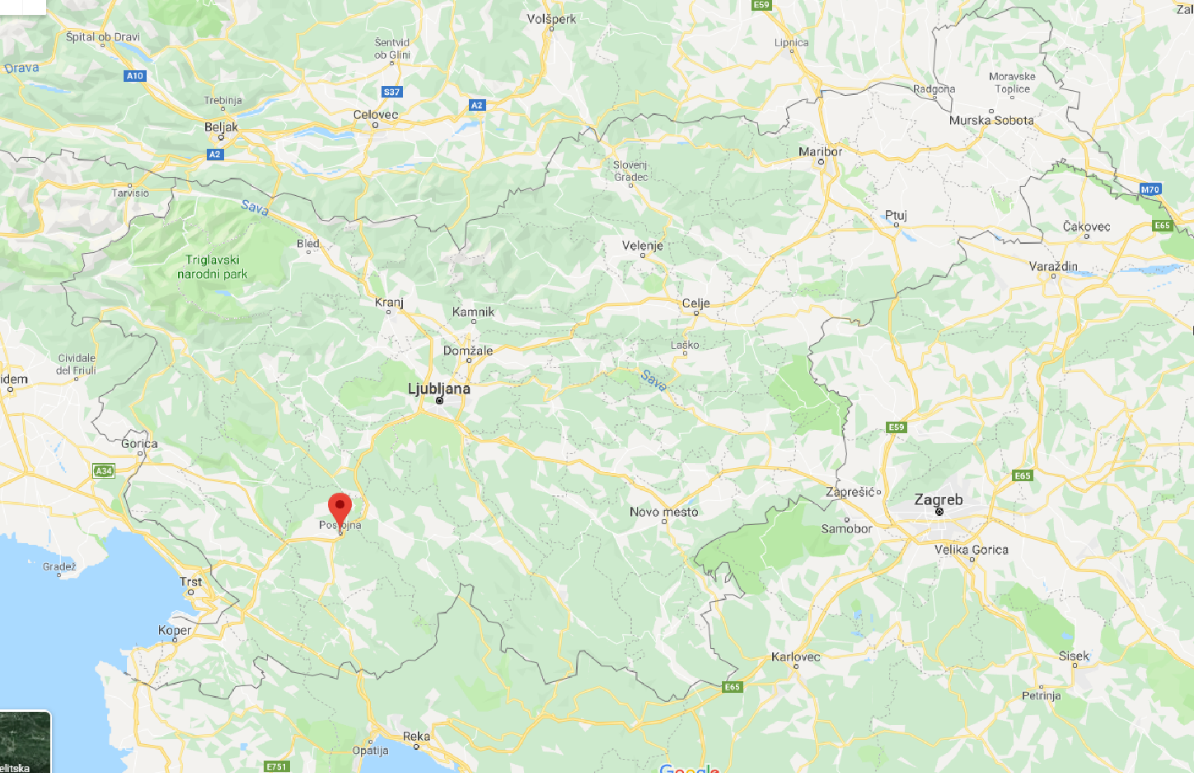 E59
Zal
Volšperk
Špital ob Dravi
Šentvid
ob Glini
Lipnica
Drava
A10
Moravske
Toplice
S37
Radgona
A2
Trebinja
Celovec
Murska Sobota
Beljak
A2
Maribor
Slovenj
Gradec
Tarvisio
M70
Sava
Ptuj
E65
Čakovec
Bled
Velenje
Triglavski
narodni park
Varaždin
Kranj
Celje
Kamnik
Laško
Domžale
Cividale
del Friuli
idem
Sava
Ljubljana
E59
Gorica
A34
E65
Zaprešić
Zagreb
Novo mesto
Postojna
Samobor
Velika Gorica
Gradež
Trst
Koper
Karlovec
Sisek
E65
Petrinja
Reka
Opatija
E751
Google
elitska